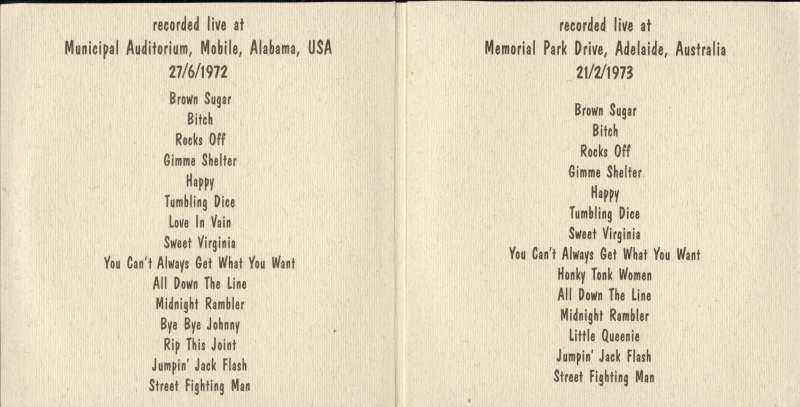 recorded live at
Municipal Auditorium, Mobile, Alabama, USA
27/6/1972
Brown Sugar
Bitch
Rocks Off
Gimme Shelter
Happy
Tumbling Dice
Love In Vain
Sweet Virginia
You Can't Always Get What You Want
All Down The Line
Midnight Rambler
Bye Bye Johnny
Rip This Joint
Jumpin' Jack Flash
Street Fighting Man
recorded live at
Memorial Park Drive, Adelaide, Australia
21/2/1973
Brown Sugar
Bitch
Rocks Off
Gimme Shelter
Happy
Tumbling Dice
Sweet Virginia
You Can't Always Get What You Want
Honky Tonk Women
All Down The Line
Midnight Rambler
Little Queenie
Jumpin' Jack Flash
Street Fighting Man